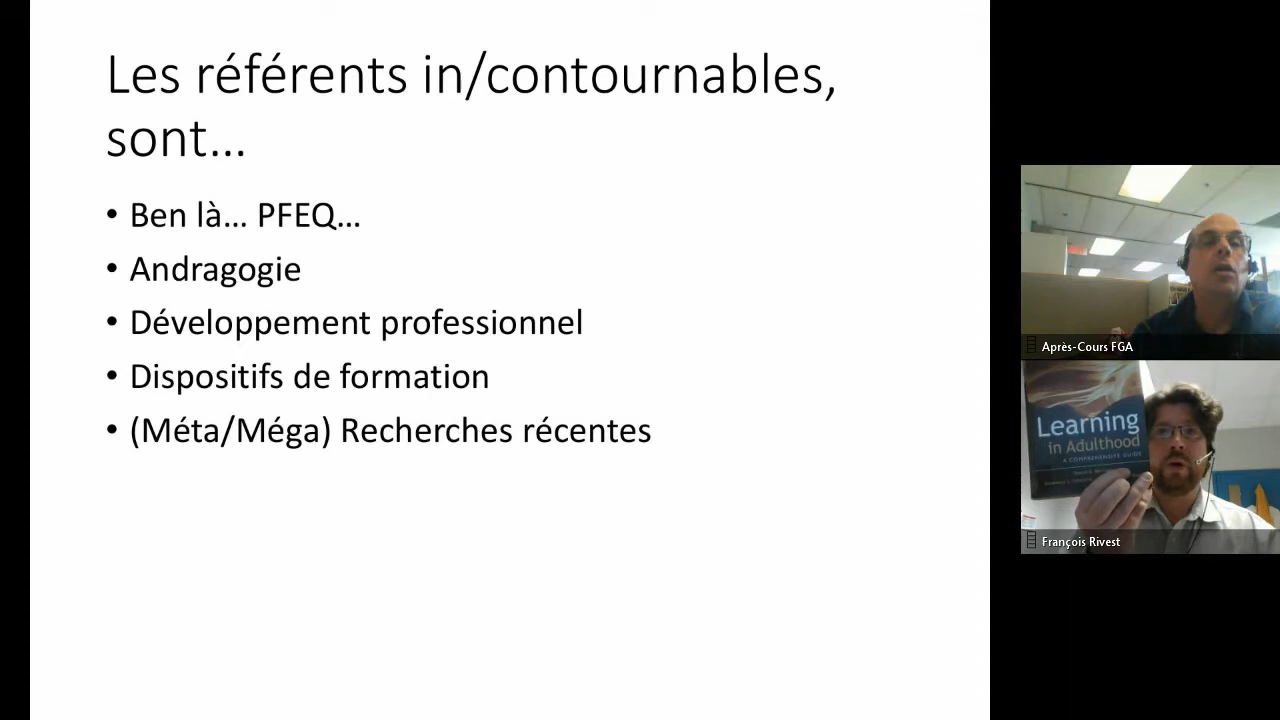 Les référents in/contournables,
sont...
• Ben là... PFEQ...
• Andragogie
• Développement professionnel
• Dispositifs de formation
• (Méta/Méga) Recherches récentes
Après-Cours FGA
Learning
in Adulthood
A COMPREHENSIVE GUIDE
François Rivest